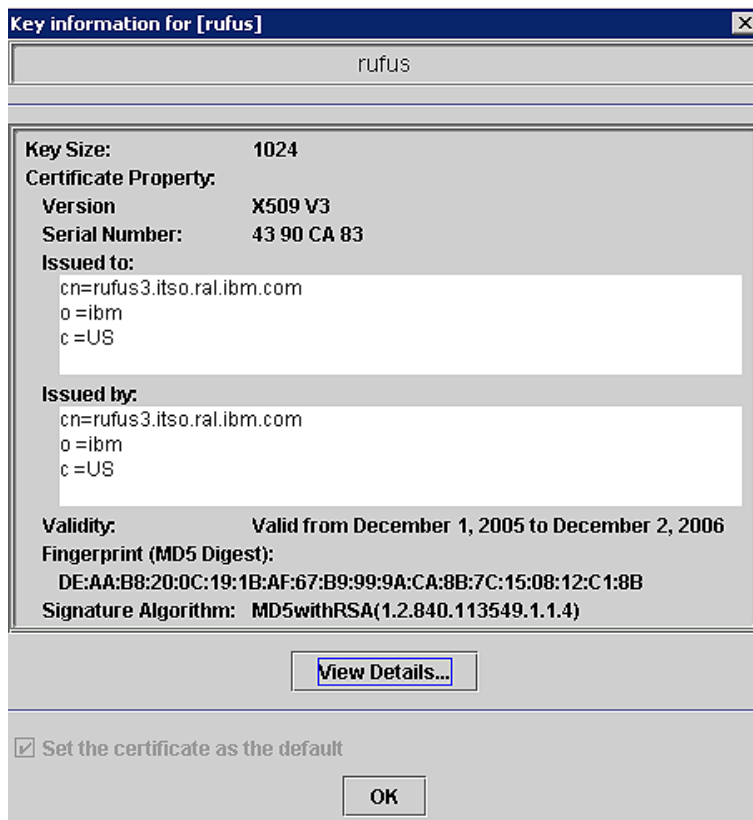 Key information for [rufus]
rufus
Key Size: 1024
Certificate Property:
Version X509 V3
Serial Number: 43 90 CA 83
Issued to:
cn=rufus3.itso.ral.ibm.com
o =ibm
c =US
Issued by:
cn=rufus3.itso.ral.ibm.com
o =ibm
c =US
Validity: Valid from December 1, 2005 to December 2, 2006
Fingerprint (MD5 Digest):
DE:AA:B8:20:0C:19:1B:AF:67:B9:99:9A:CA:8B:7C:15:08:12:C1:8B
Signature Algorithm: MD5withRSA(1.2.840.113549.1.1.4)
View Details...
Set the certificate as the default
OK